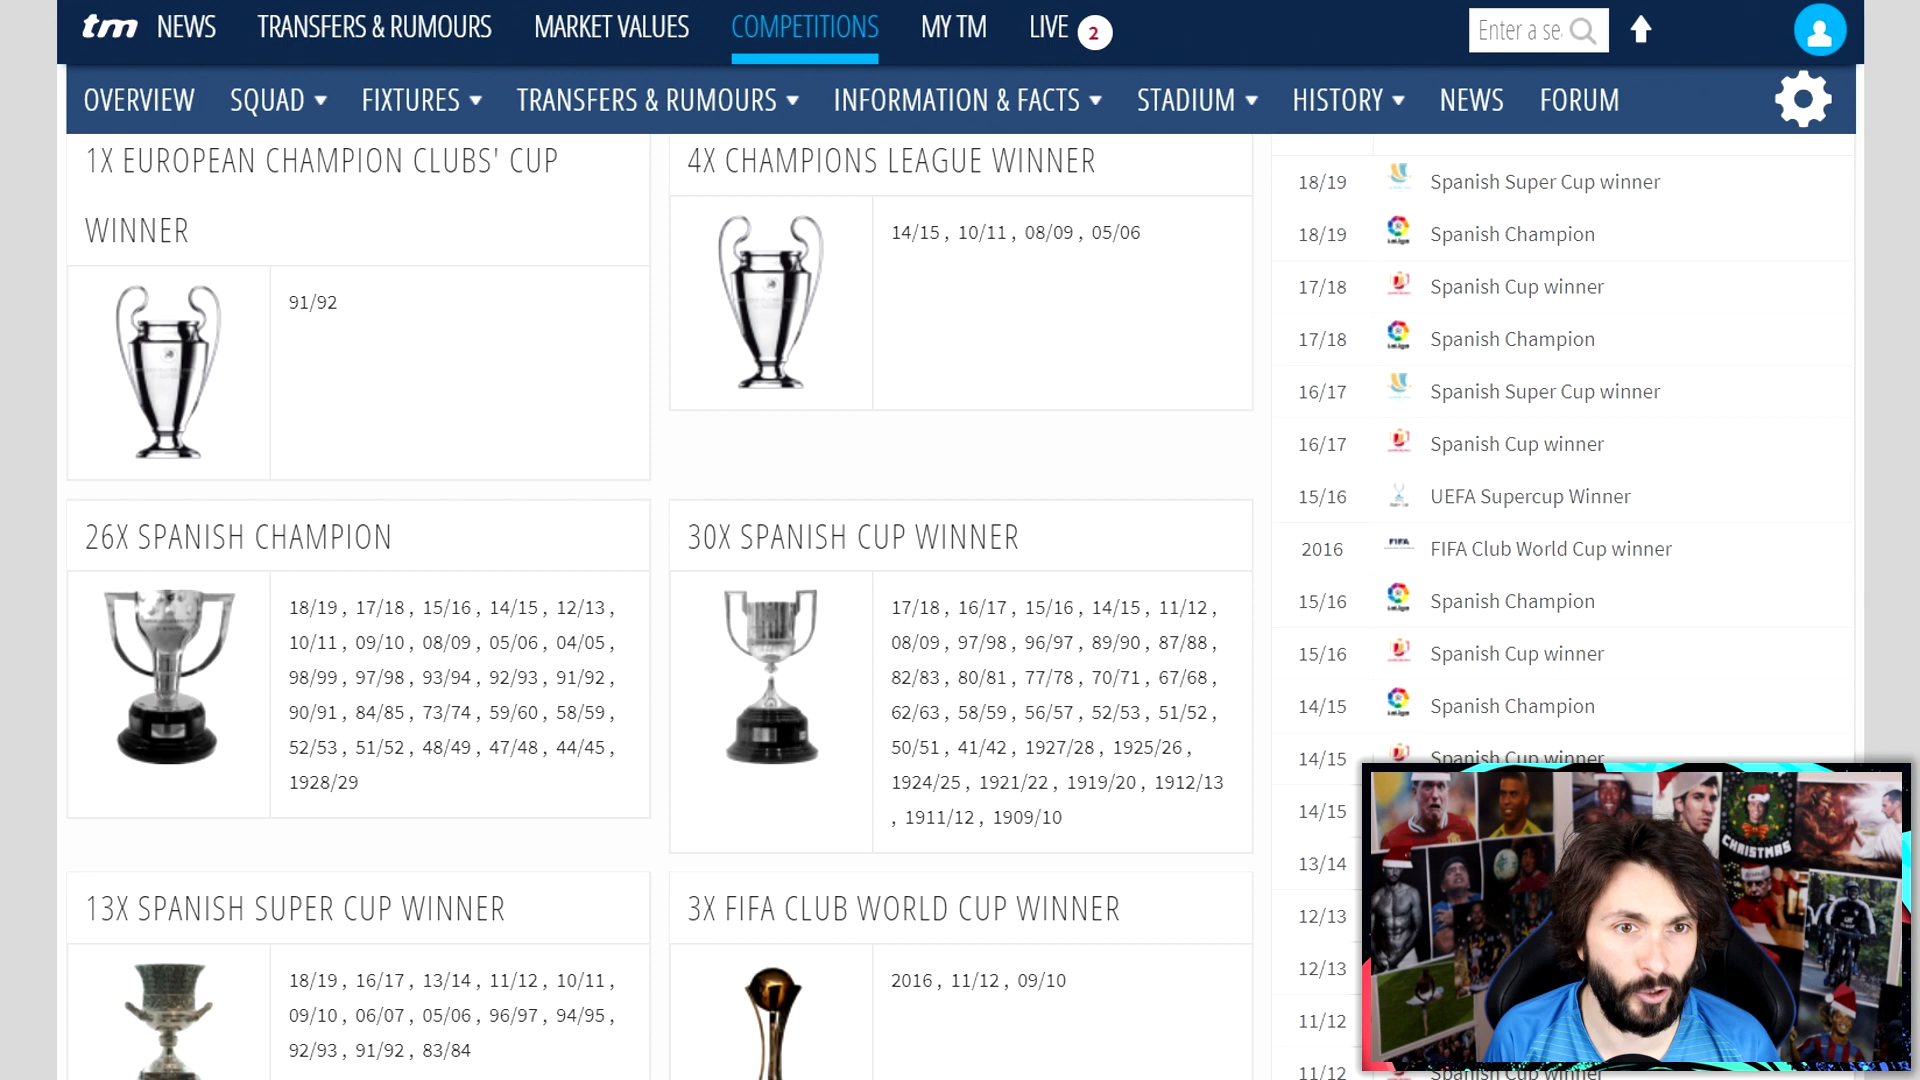 tm NEWS TRANSFERS & RUMOURS MARKET VALUES COMPETITIONS MY TM LIVE 2 Enter a se
OVERVIEW SQUAD FIXTURES TRANSFERS & RUMOURS INFORMATION & FACTS STADIUM HISTORY NEWS FORUM
1X EUROPEAN CHAMPION CLUBS' CUP
WINNER
91/92
4X CHAMPIONS LEAGUE WINNER
14/15 , 10/11 , 08/09 , 05/06
26X SPANISH CHAMPION
18/19 , 17/18 , 15/16 , 14/15 , 12/13 ,
10/11 , 09/10 , 08/09 , 05/06 , 04/05 ,
98/99 , 97/98 , 93/94 , 92/93 , 91/92 ,
90/91 , 84/85 , 73/74 , 59/60 , 58/59 ,
52/53 , 51/52 , 48/49 , 47/48 , 44/45 ,
1928/29
30X SPANISH CUP WINNER
17/18 , 16/17 , 15/16 , 14/15 , 11/12 ,
08/09 , 97/98 , 96/97 , 89/90 , 87/88 ,
82/83 , 80/81 , 77/78 , 70/71 , 67/68 ,
62/63 , 58/59 , 56/57 , 52/53 , 51/52 ,
50/51 , 41/42 , 1927/28 , 1925/26 ,
1924/25 , 1921/22 , 1919/20 , 1912/13
, 1911/12 , 1909/10
13X SPANISH SUPER CUP WINNER
18/19 , 16/17 , 13/14 , 11/12 , 10/11 ,
09/10 , 06/07 , 05/06 , 96/97 , 94/95 ,
92/93 , 91/92 , 83/84
3X FIFA CLUB WORLD CUP WINNER
2016 , 11/12 , 09/10
18/19 Spanish Super Cup winner
18/19 Spanish Champion
17/18 Spanish Cup winner
17/18 Spanish Champion
16/17 Spanish Super Cup winner
16/17 Spanish Cup winner
15/16 UEFA Supercup Winner
2016 FIFA FIFA Club World Cup winner
15/16 Spanish Champion
15/16 Spanish Cup winner
14/15 Spanish Champion
14/15 Spanish Cup winner
14/15
13/14
12/13
12/13
11/12
11/12 Spanish Cup winner
CHRISTMAS